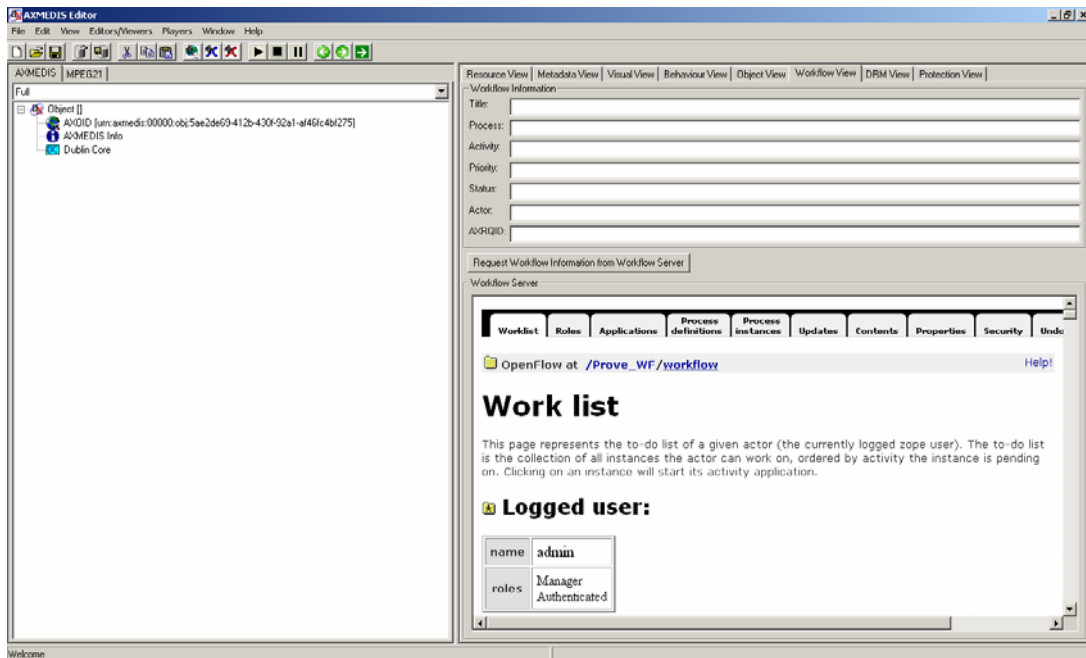 AXMEDIS Editor
File Edit View Editors/Viewers Players Window Help
AXMEDIS MPEG21
Full
Object []
AXOID [urn:axmedis:00000:obj:5ae2de69-412b-430f-92a1-af46fc4bf275]
AXMEDIS Info
Dublin Core
Resource View Metadata View Visual View Behaviour View Object View Workflow View DRM View Protection View
Workflow Information
Title:
Process:
Activity:
Priority:
Status:
Actor:
AXRQID:
Request Workflow Information from Workflow Server
Workflow Server
Worklist Roles Applications Process definitions Process instances Updates Contents Properties Security Undo
OpenFlow at /Prove_WF/workflow Help!
Work list
This page represents the to-do list of a given actor (the currently logged zope user). The to-do list
is the collection of all instances the actor can work on, ordered by activity the instance is pending
on. Clicking on an instance will start its activity application.
Logged user:
name admin
roles Manager
Authenticated
Welcome